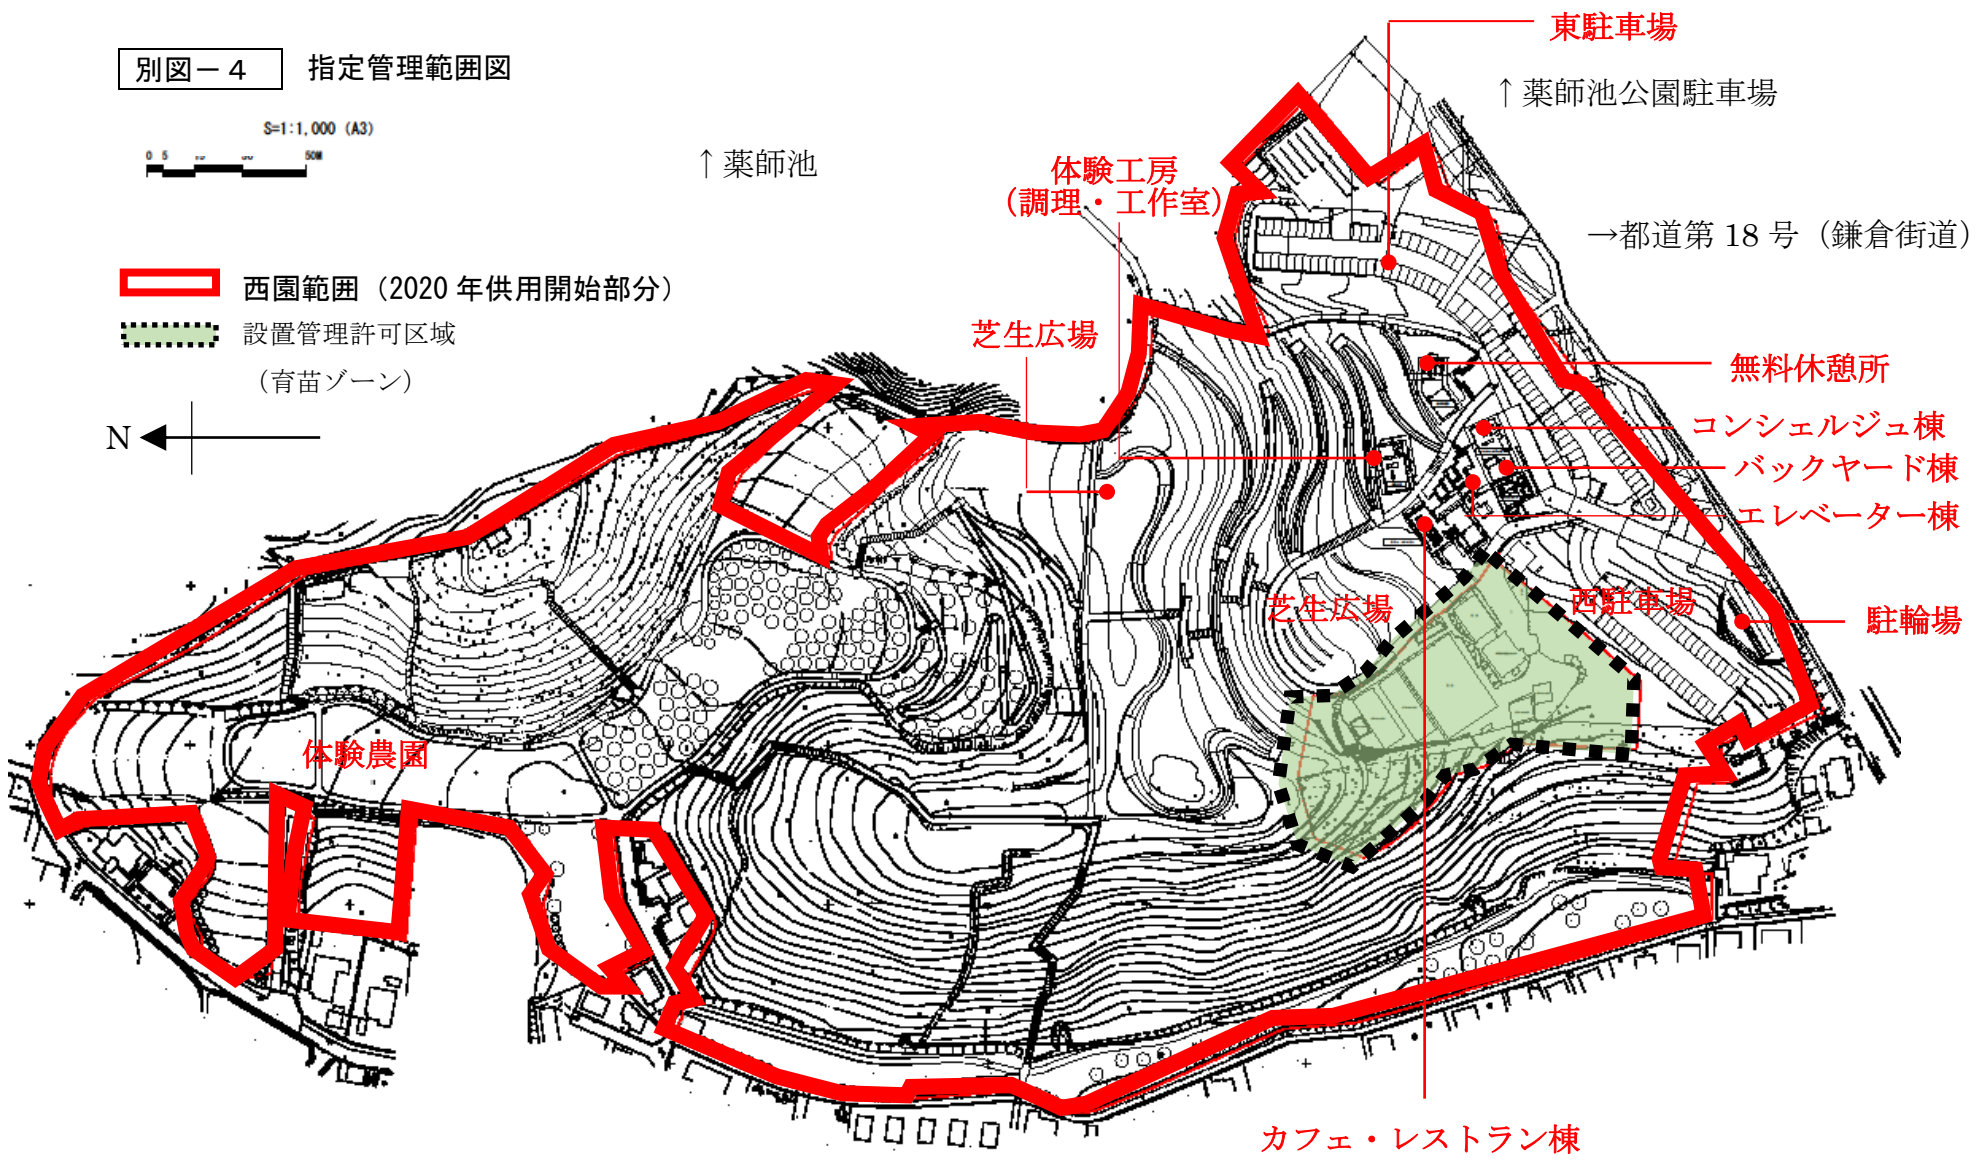 別図－４
指定管理範囲図
S=1:1,000 (A3)
0 5 15 30 50M
西園範囲（2020 年供用開始部分）
設置管理許可区域
（育苗ゾーン）
N
↑薬師池
東駐車場
↑薬師池公園駐車場
体験工房
（調理・工作室）
→都道第 18 号（鎌倉街道）
芝生広場
無料休憩所
コンシェルジュ棟
バックヤード棟
エレベーター棟
芝生広場
西駐車場
駐輪場
体験農園
カフェ・レストラン棟